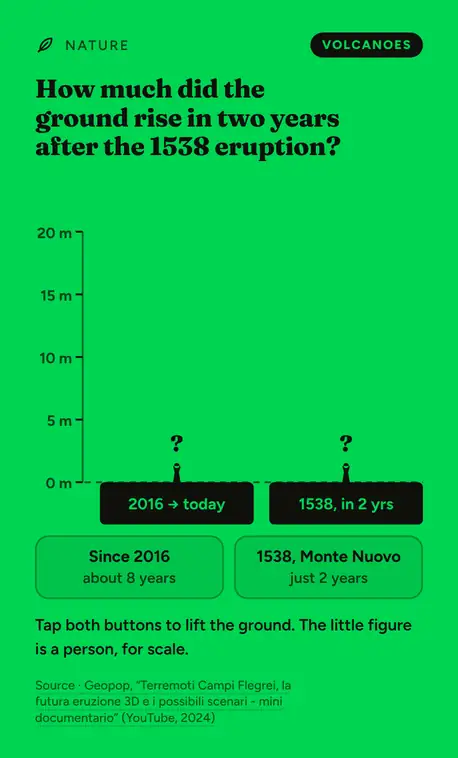 NATURE
VOLCANOES
How much did the
ground rise in two years
after the 1538 eruption?
20 m
15 m
10 m
5 m
0 m
?
?
2016 → today
1538, in 2 yrs
Since 2016
about 8 years
1538, Monte Nuovo
just 2 years
Tap both buttons to lift the ground. The little figure
is a person, for scale.
Source · Geopop, “Terremoti Campi Flegrei, la
futura eruzione 3D e i possibili scenari - mini
documentario” (YouTube, 2024)